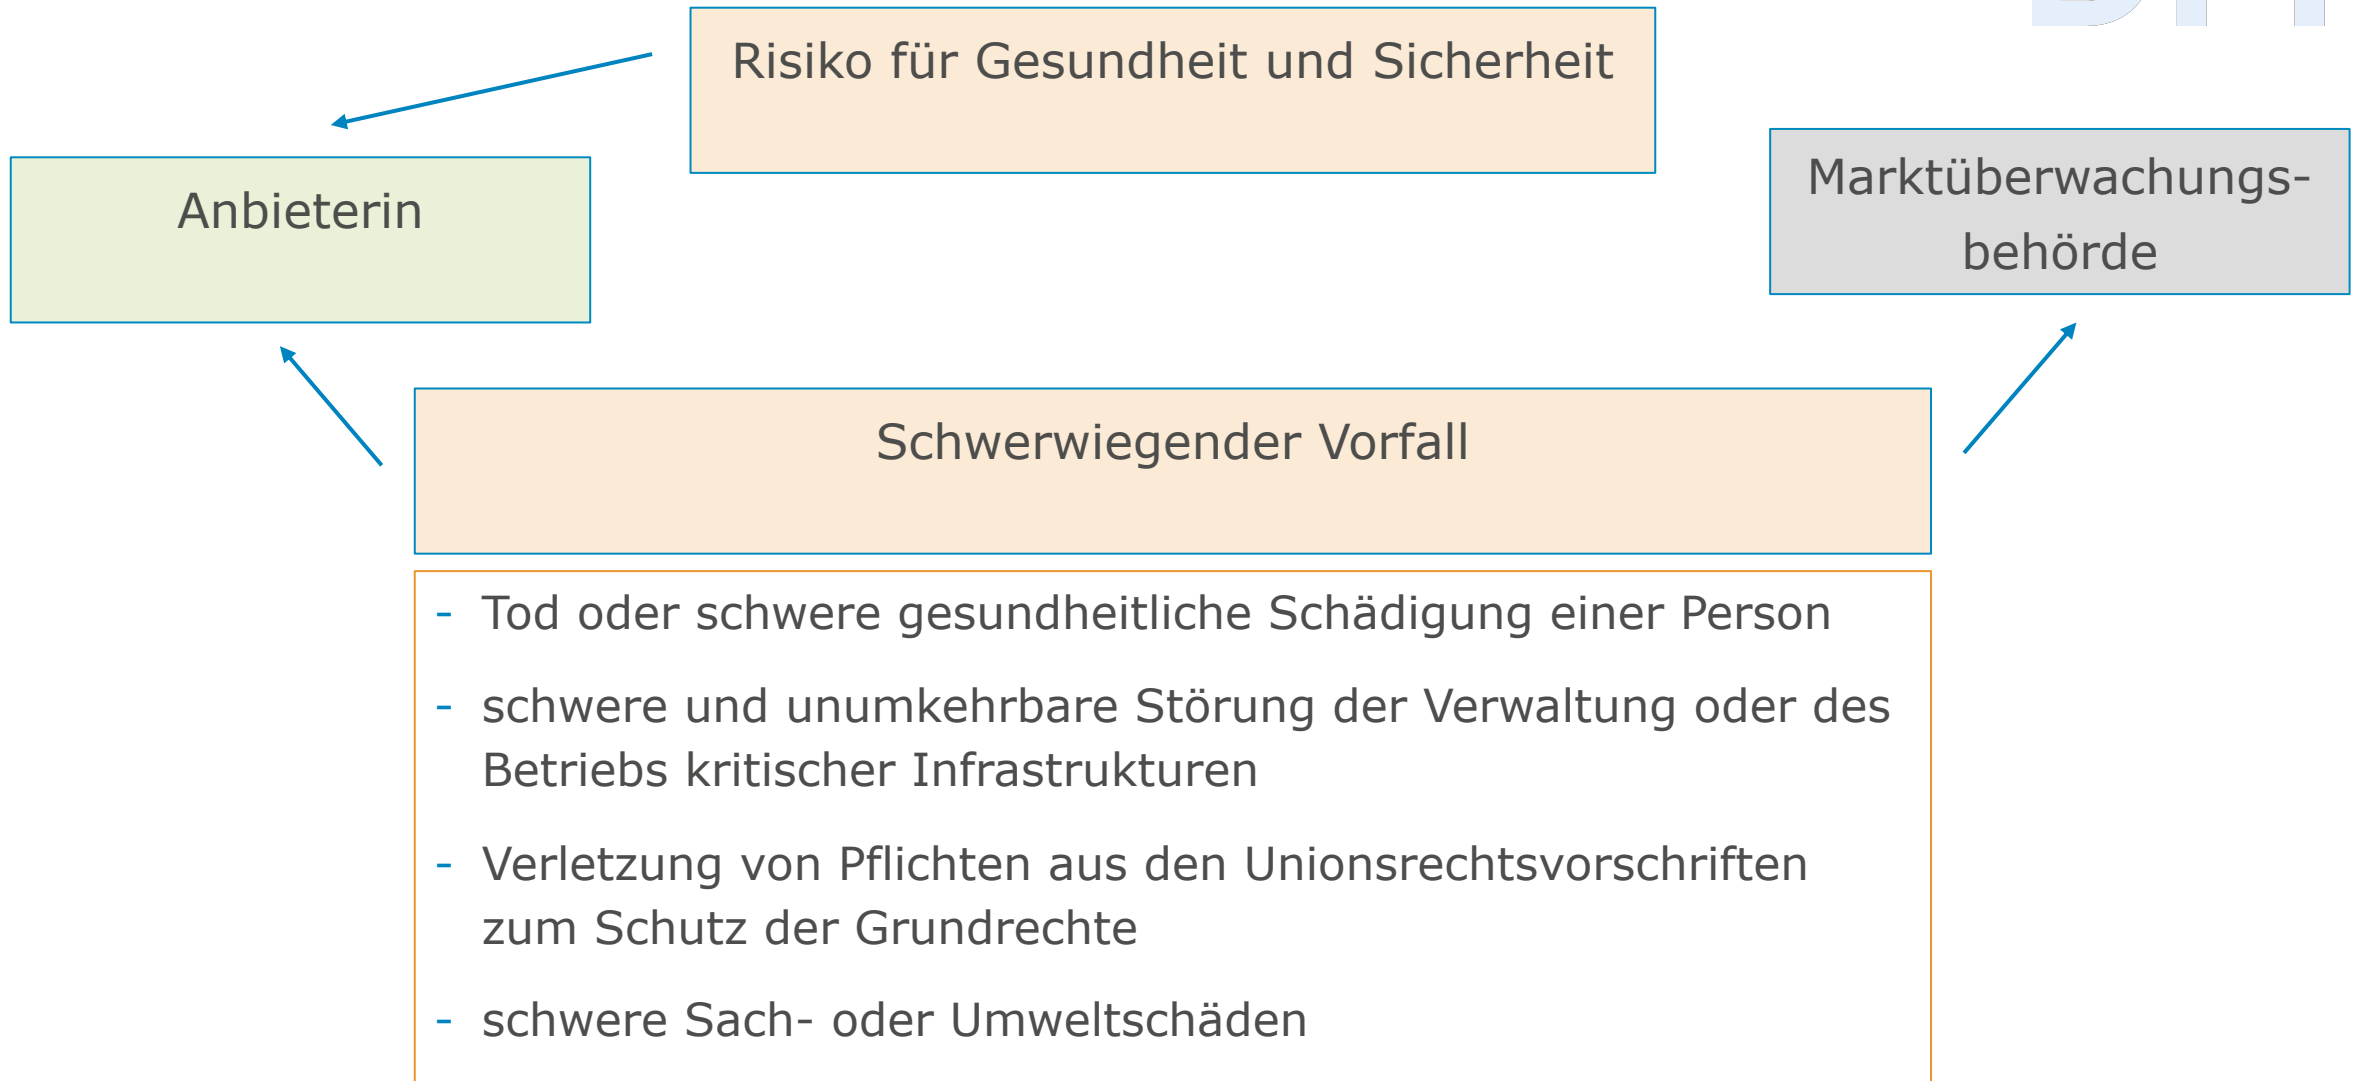 Risiko für Gesundheit und Sicherheit
Anbieterin
Marktüberwachungs-
behörde
Schwerwiegender Vorfall
- Tod oder schwere gesundheitliche Schädigung einer Person
- schwere und unumkehrbare Störung der Verwaltung oder des
Betriebs kritischer Infrastrukturen
- Verletzung von Pflichten aus den Unionsrechtsvorschriften
zum Schutz der Grundrechte
- schwere Sach- oder Umweltschäden